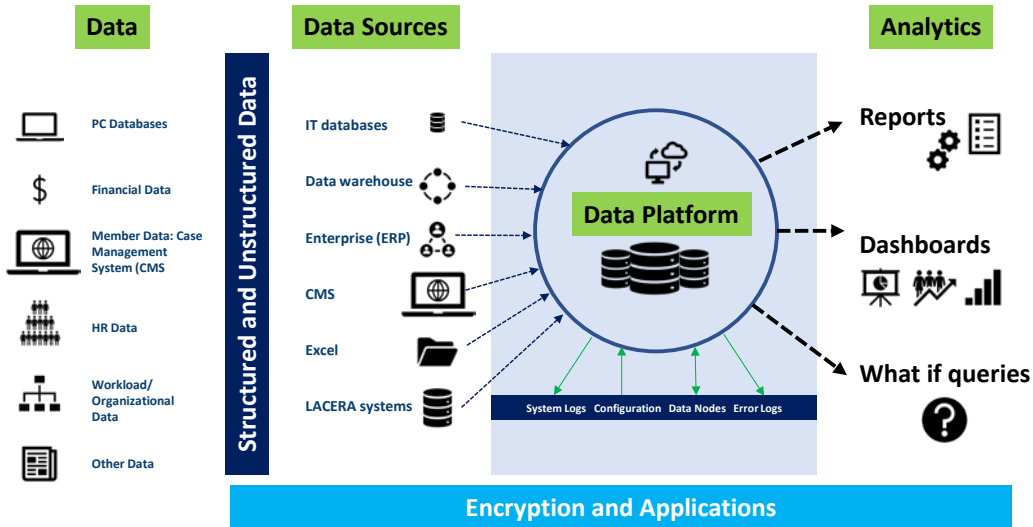 Data
Data Sources
Analytics
Structured and Unstructured Data
PC Databases
Financial Data
Member Data: Case
Management
System (CMS
HR Data
Workload/
Organizational
Data
Other Data
IT databases
Data warehouse
Enterprise (ERP)
CMS
Excel
LACERA systems
Data Platform
System Logs Configuration Data Nodes Error Logs
Reports
Dashboards
What if queries
$
?
Encryption and Applications